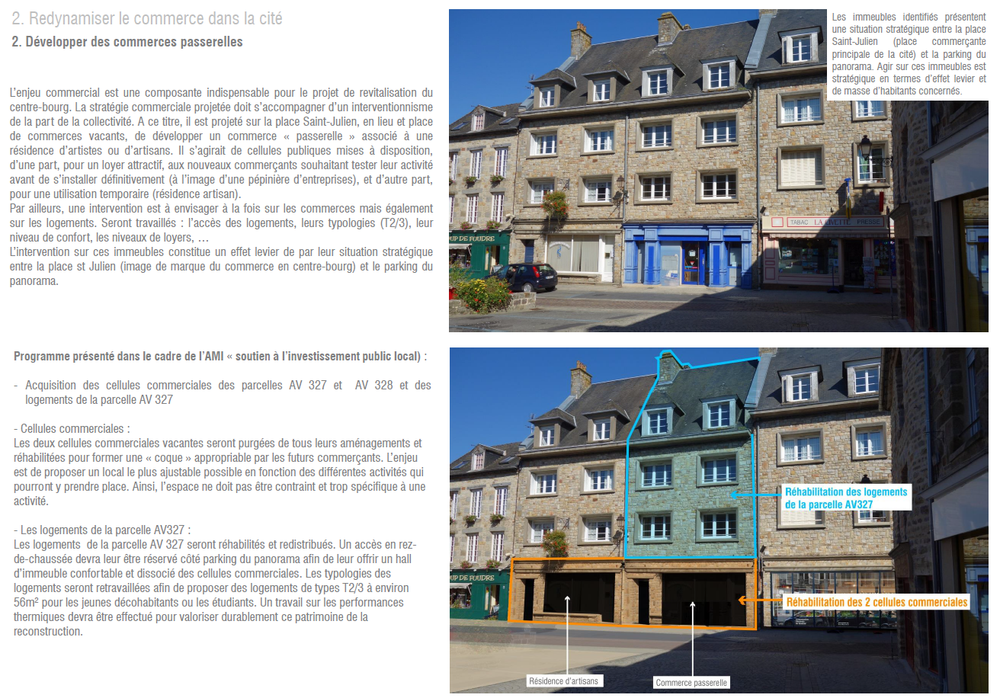 2. Redynamiser le commerce dans la cité
2. Développer des commerces passerelles
L'enjeu commercial est une composante indispensable pour le projet de revitalisation du
centre-bourg. La stratégie commerciale projetée doit s'accompagner d'un interventionnisme
de la part de la collectivité. A ce titre, il est projeté sur la place Saint-Julien, en lieu et place
de commerces vacants, de développer un commerce « passerelle » associé à une
résidence d'artistes ou d'artisans. Il s'agirait de cellules publiques mises à disposition,
d'une part, pour un loyer attractif, aux nouveaux commerçants souhaitant tester leur activité
avant de s'installer définitivement (à l'image d'une pépinière d'entreprises), et d'autre part,
pour une utilisation temporaire (résidence artisan).
Par ailleurs, une intervention est à envisager à la fois sur les commerces mais également
sur les logements. Seront travaillés : l'accès des logements, leurs typologies (T2/3), leur
niveau de confort, les niveaux de loyers, …
L'intervention sur ces immeubles constitue un effet levier de par leur situation stratégique
entre la place st Julien (image de marque du commerce en centre-bourg) et le parking du
panorama.
Programme présenté dans le cadre de l'AMI « soutien à l'investissement public local) :
- Acquisition des cellules commerciales des parcelles AV 327 et AV 328 et des
logements de la parcelle AV 327
- Cellules commerciales :
Les deux cellules commerciales vacantes seront purgées de tous leurs aménagements et
réhabilitées pour former une « coque » appropriable par les futurs commerçants. L'enjeu
est de proposer un local le plus ajustable possible en fonction des différentes activités qui
pourront y prendre place. Ainsi, l'espace ne doit pas être contraint et trop spécifique à une
activité.
- Les logements de la parcelle AV327 :
Les logements de la parcelle AV 327 seront réhabilités et redistribués. Un accès en rez-
de-chaussée devra leur être réservé côté parking du panorama afin de leur offrir un hall
d'immeuble confortable et dissocié des cellules commerciales. Les typologies des
logements seront retravaillées afin de proposer des logements de types T2/3 à environ
56m² pour les jeunes décohabitants ou les étudiants. Un travail sur les performances
thermiques devra être effectué pour valoriser durablement ce patrimoine de la
reconstruction.
Les immeubles identifiés présentent
une situation stratégique entre la place
Saint-Julien (place commerçante
principale de la cité) et la parking du
panorama. Agir sur ces immeubles est
stratégique en termes d'effet levier et
de masse d'habitants concernés.
UP DE FOUDRE
TABAC LA CIVETTE PRESSE
Réhabilitation des logements
de la parcelle AV327
UP DE FOUDRE
Réhabilitation des 2 cellules commerciales
Résidence d'artisans
Commerce passerelle